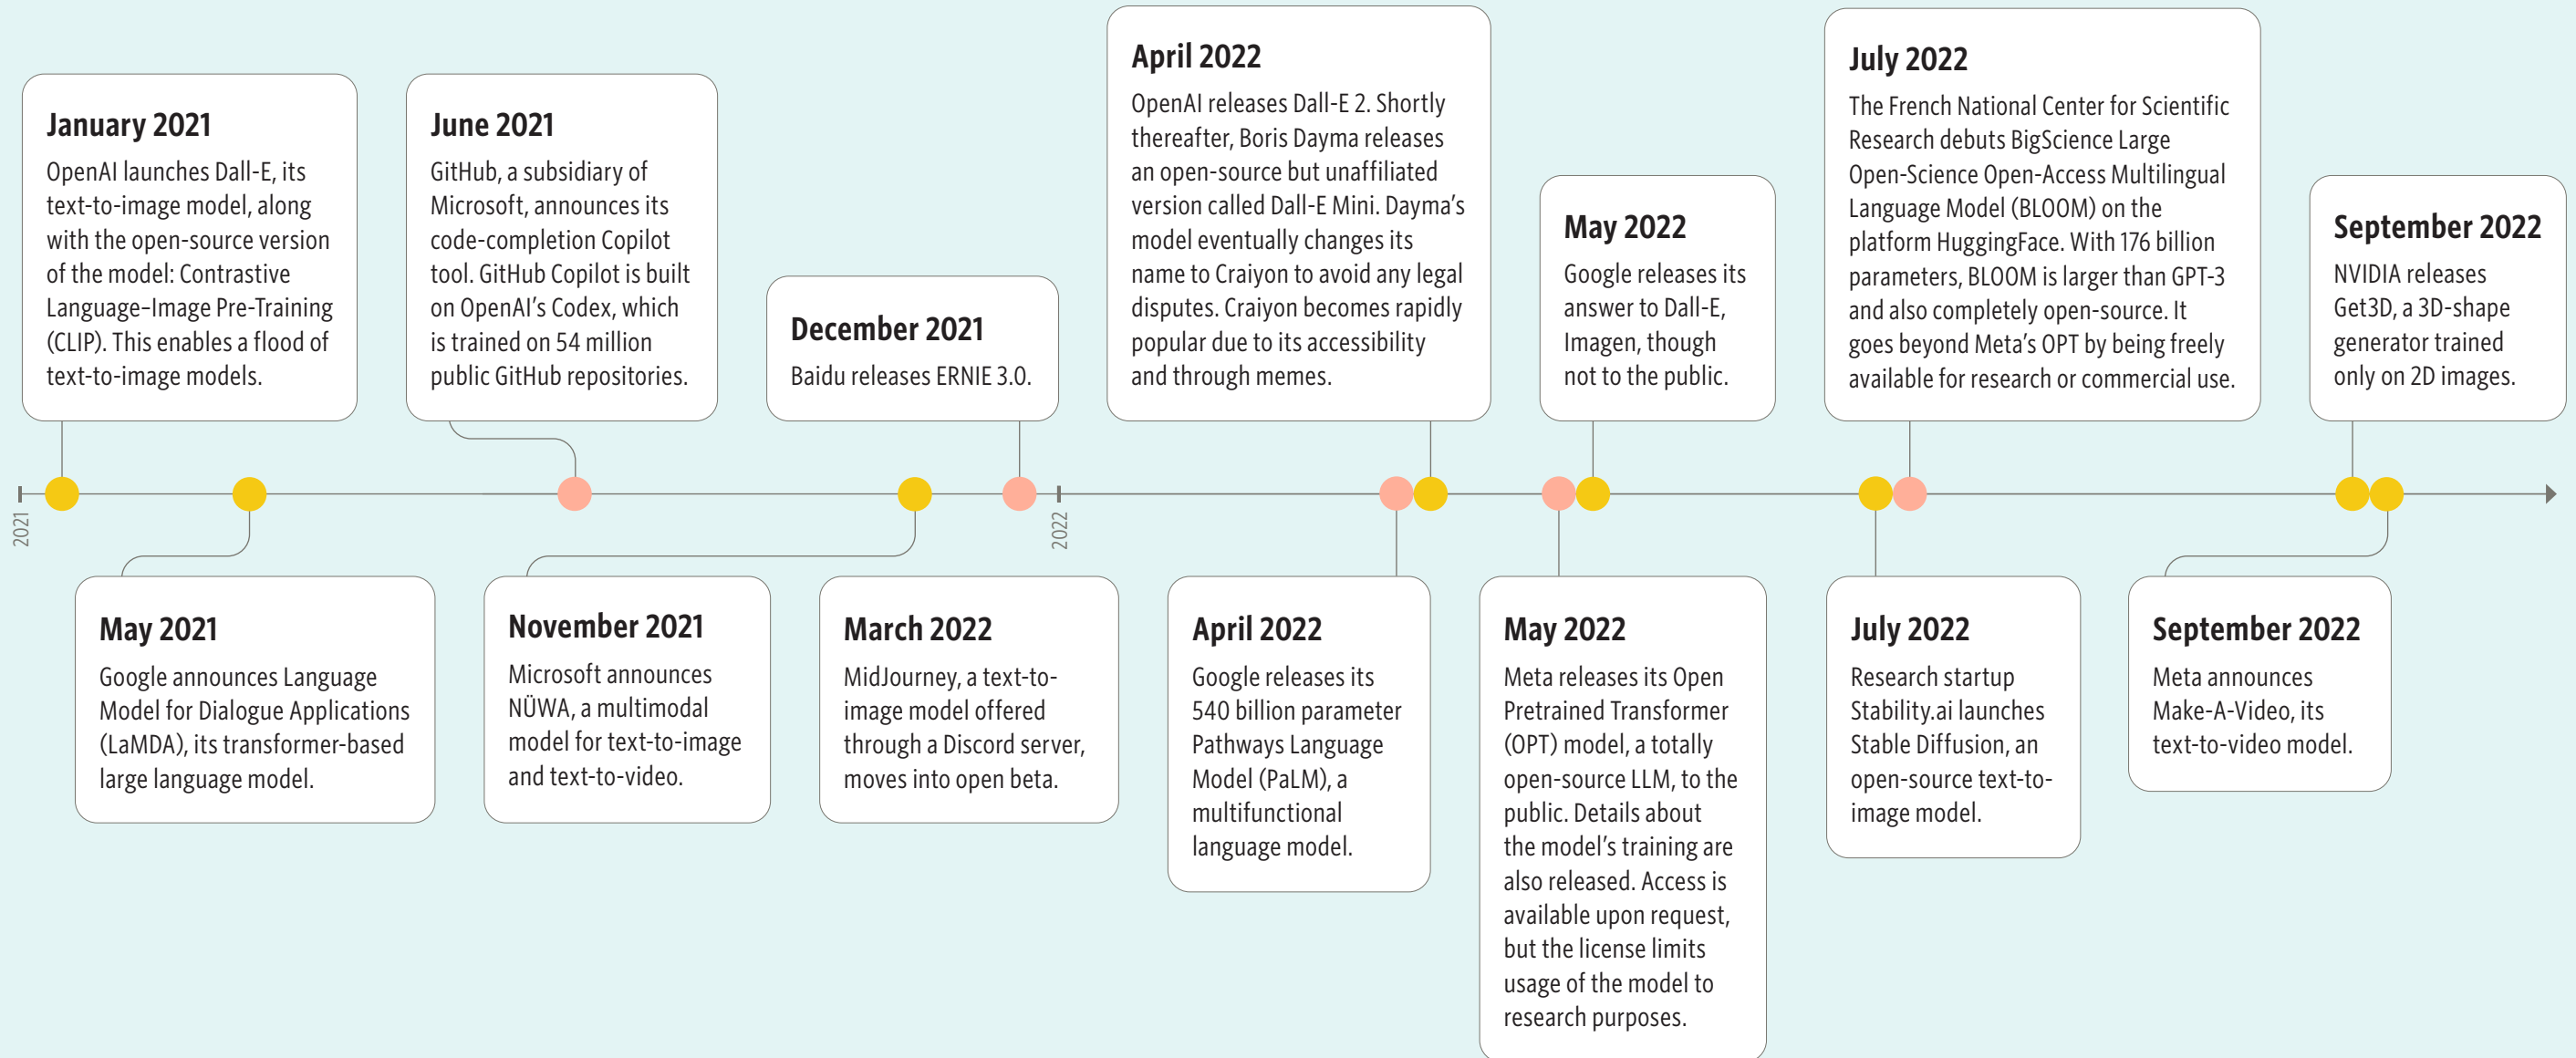 January 2021
OpenAI launches Dall-E, its
text-to-image model, along
with the open-source version
of the model: Contrastive
Language–Image Pre-Training
(CLIP). This enables a flood of
text-to-image models.
June 2021
GitHub, a subsidiary of
Microsoft, announces its
code-completion Copilot
tool. GitHub Copilot is built
on OpenAI’s Codex, which
is trained on 54 million
public GitHub repositories.
December 2021
Baidu releases ERNIE 3.0.
April 2022
OpenAI releases Dall-E 2. Shortly
thereafter, Boris Dayma releases
an open-source but unaffiliated
version called Dall-E Mini. Dayma’s
model eventually changes its
name to Craiyon to avoid any legal
disputes. Craiyon becomes rapidly
popular due to its accessibility
and through memes.
May 2022
Google releases its
answer to Dall-E,
Imagen, though
not to the public.
July 2022
The French National Center for Scientific
Research debuts BigScience Large
Open-Science Open-Access Multilingual
Language Model (BLOOM) on the
platform HuggingFace. With 176 billion
parameters, BLOOM is larger than GPT-3
and also completely open-source. It
goes beyond Meta’s OPT by being freely
available for research or commercial use.
September 2022
NVIDIA releases
Get3D, a 3D-shape
generator trained
only on 2D images.
2021
2022
May 2021
Google announces Language
Model for Dialogue Applications
(LaMDA), its transformer-based
large language model.
November 2021
Microsoft announces
NÜWA, a multimodal
model for text-to-image
and text-to-video.
March 2022
MidJourney, a text-to-
image model offered
through a Discord server,
moves into open beta.
April 2022
Google releases its
540 billion parameter
Pathways Language
Model (PaLM), a
multifunctional
language model.
May 2022
Meta releases its Open
Pretrained Transformer
(OPT) model, a totally
open-source LLM, to the
public. Details about
the model’s training are
also released. Access is
available upon request,
but the license limits
usage of the model to
research purposes.
July 2022
Research startup
Stability.ai launches
Stable Diffusion, an
open-source text-to-
image model.
September 2022
Meta announces
Make-A-Video, its
text-to-video model.